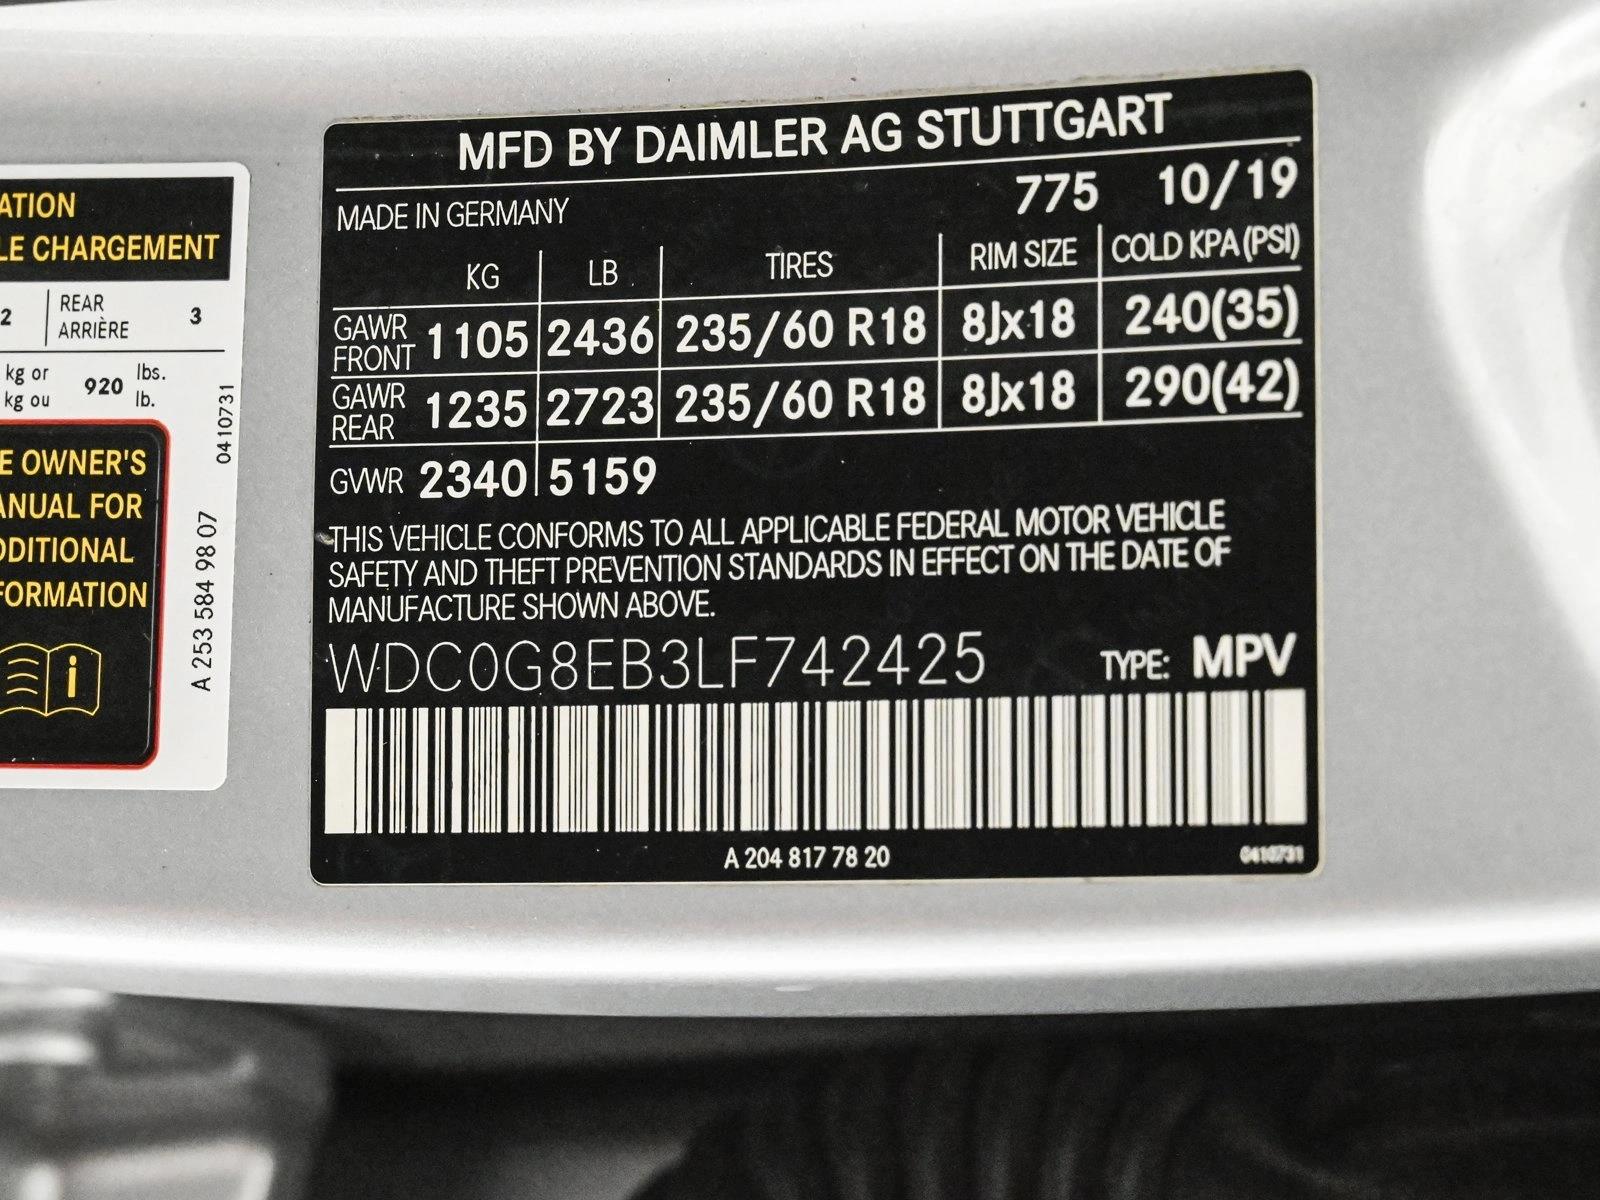 MFD BY DAIMLER AG STUTTGART
MADE IN GERMANY 775 10/19
KG LB TIRES RIM SIZE COLD KPA (PSI)
GAWR FRONT 1105 2436 235/60 R18 8Jx18 240(35)
GAWR REAR 1235 2723 235/60 R18 8Jx18 290(42)
GVWR 2340 5159
THIS VEHICLE CONFORMS TO ALL APPLICABLE FEDERAL MOTOR VEHICLE
SAFETY AND THEFT PREVENTION STANDARDS IN EFFECT ON THE DATE OF
MANUFACTURE SHOWN ABOVE.
WDC0G8EB3LF742425 TYPE: MPV
A 204 817 78 20 0410731
ATION
LE CHARGEMENT
2 REAR
ARRIÈRE 3
kg or 920 lbs.
kg ou lb.
E OWNER'S
ANUAL FOR
DDITIONAL
FORMATION
i
0410731
A 253 584 98 07